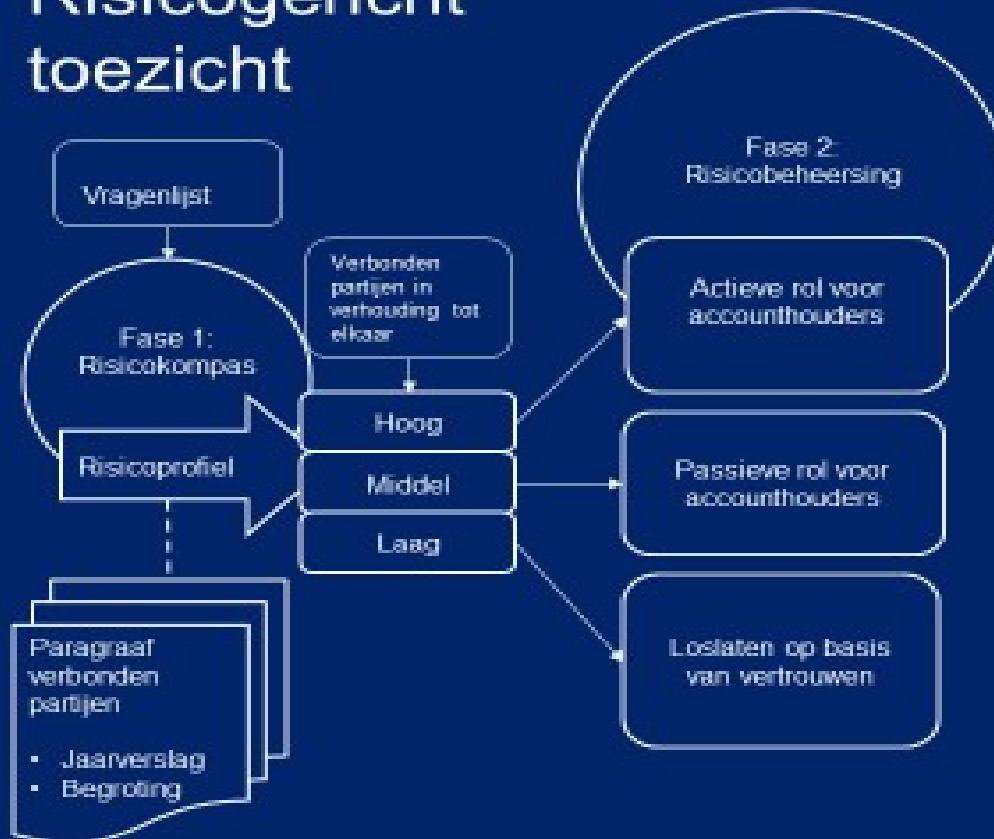 Risicogericht
toezicht
Vragenlijst
Fase 1:
Risicokompas
Risicoprofiel
Paragraaf
verbonden
partijen
• Jaarverslag
• Begroting
Verbonden
partijen in
verhouding tot
elkaar
Hoog
Middel
Laag
Fase 2:
Risicobeheersing
Actieve rol voor
accounthouders
Passieve rol voor
accounthouders
Loslaten op basis
van vertrouwen